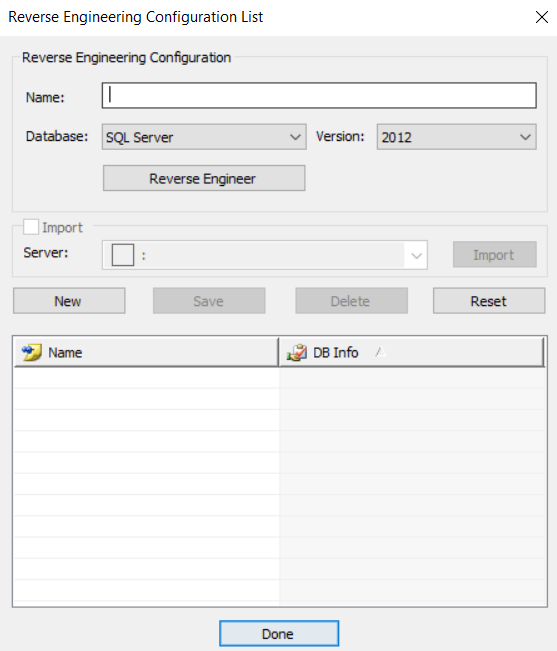 Reverse Engineering Configuration List
Reverse Engineering Configuration
Name:
Database: SQL Server Version: 2012
Reverse Engineer
Import
Server: : Import
New Save Delete Reset
Name DB Info
Done